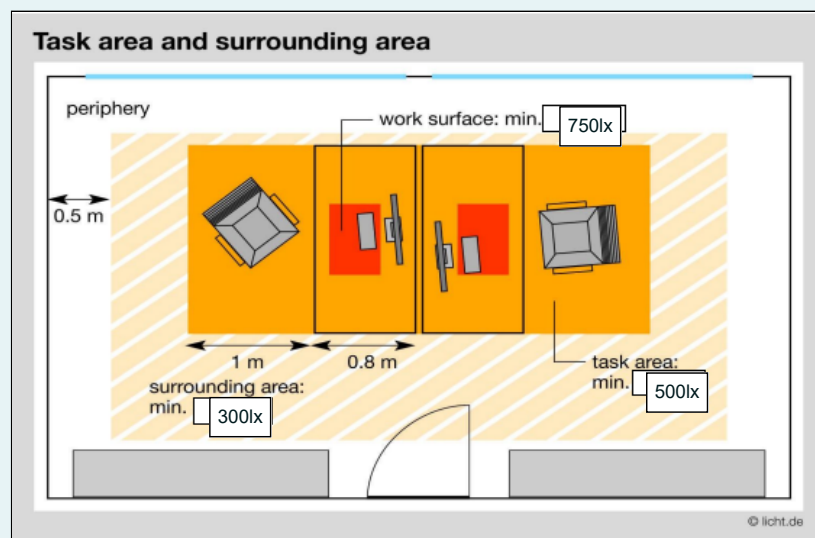 Task area and surrounding area
periphery
work surface: min. 750lx
0.5 m
1 m
0.8 m
surrounding area:
min. 300lx
task area:
min. 500lx
© licht.de